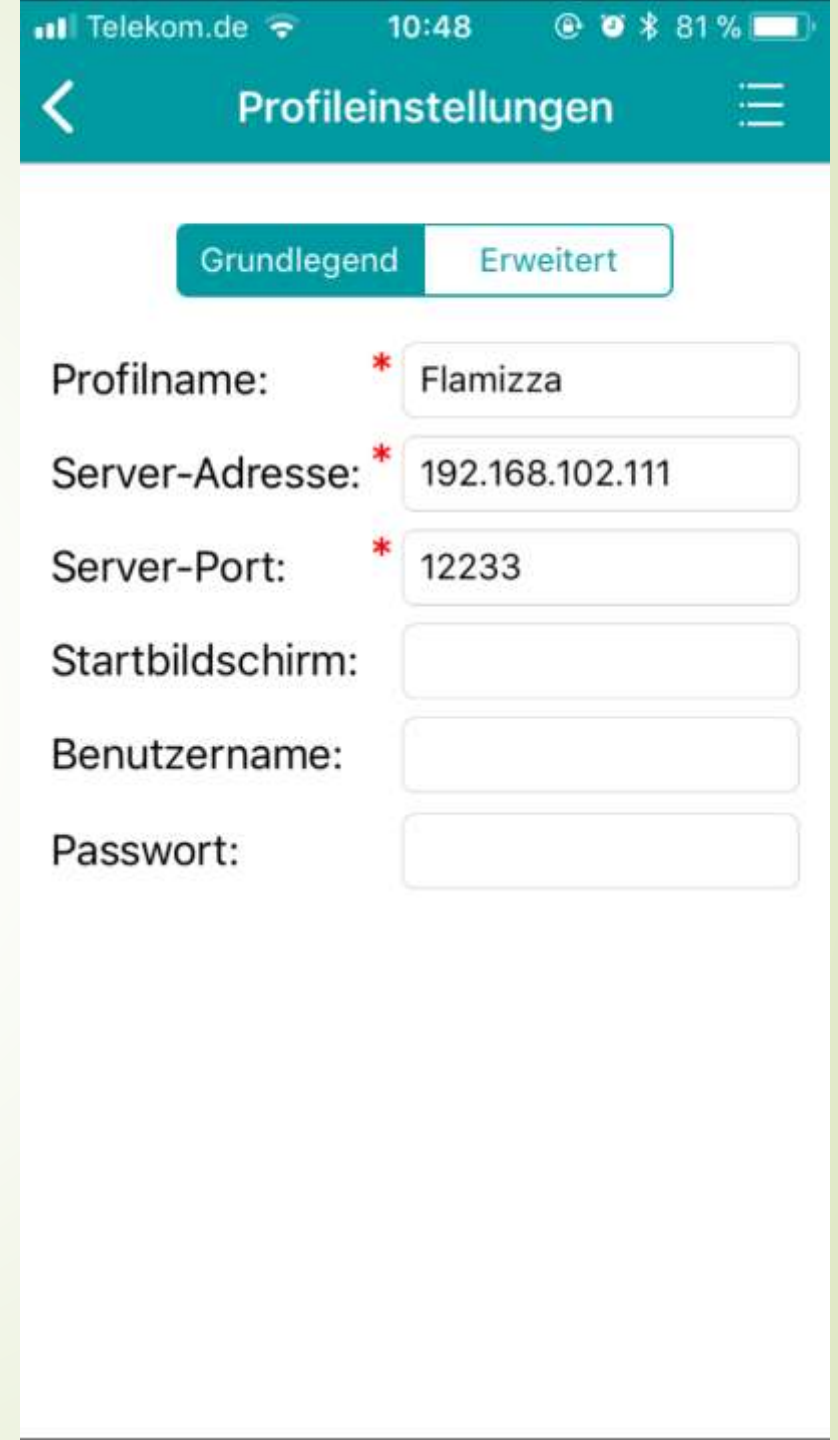 Telekom.de 10:48 81 %
Profileinstellungen
Grundlegend Erweitert
Profilname: * Flamizza
Server-Adresse: * 192.168.102.111
Server-Port: * 12233
Startbildschirm:
Benutzername:
Passwort: